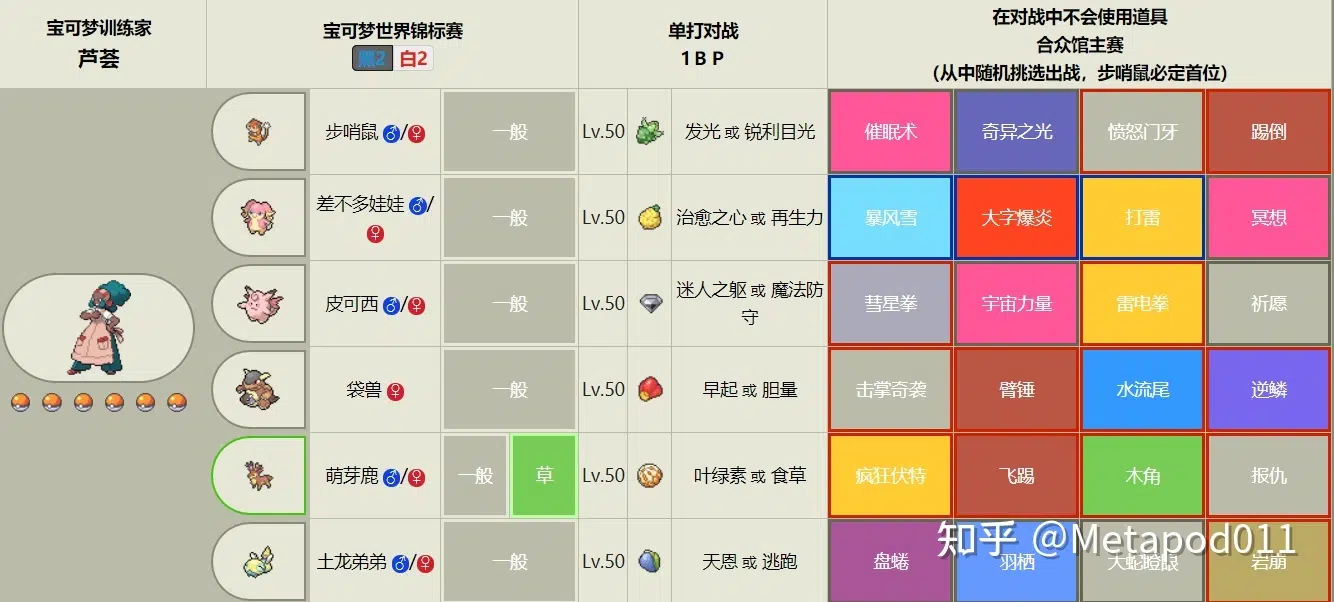 宝可梦训练家
芦荟
宝可梦世界锦标赛
黑2 白2
单打对战
1 B P
在对战中不会使用道具
合众馆主赛
(从中随机挑选出战，步哨鼠必定首位)
步哨鼠♂/♀ 一般 Lv.50 发光 或 锐利目光 催眠术 奇异之光 愤怒门牙 踢倒
差不多娃娃♂/
♀ 一般 Lv.50 治愈之心 或 再生力 暴风雪 大字爆炎 打雷 冥想
皮可西♂/♀ 一般 Lv.50 迷人之躯 或 魔法防
守 彗星拳 宇宙力量 雷电拳 祈愿
袋兽♀ 一般 Lv.50 早起 或 胆量 击掌奇袭 臂锤 水流尾 逆鳞
萌芽鹿♂/♀ 一般 草 Lv.50 叶绿素 或 食草 疯狂伏特 飞踢 木角 报仇
土龙弟弟♂/♀ 一般 Lv.50 天恩 或 逃跑 盘蜷 羽栖 大蛇瞪眼 岩崩
知乎 @Metapod011